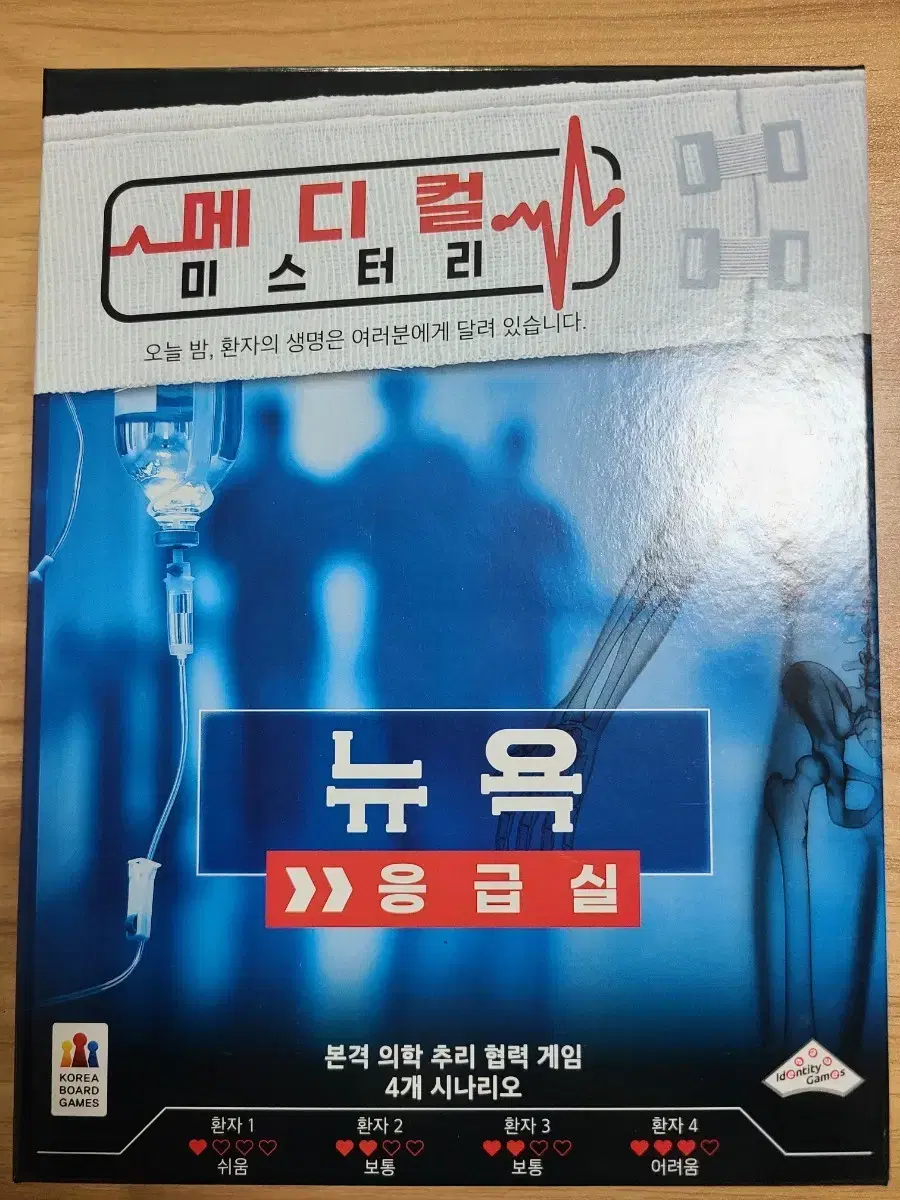 메디컬
미스터리
오늘 밤, 환자의 생명은 여러분에게 달려 있습니다.
뉴욕
응급실
본격 의학 추리 협력 게임
4개 시나리오
KOREA
BOARD
GAMES
Identity
Games
환자 1
쉬움
환자 2
보통
환자 3
보통
환자 4
어려움